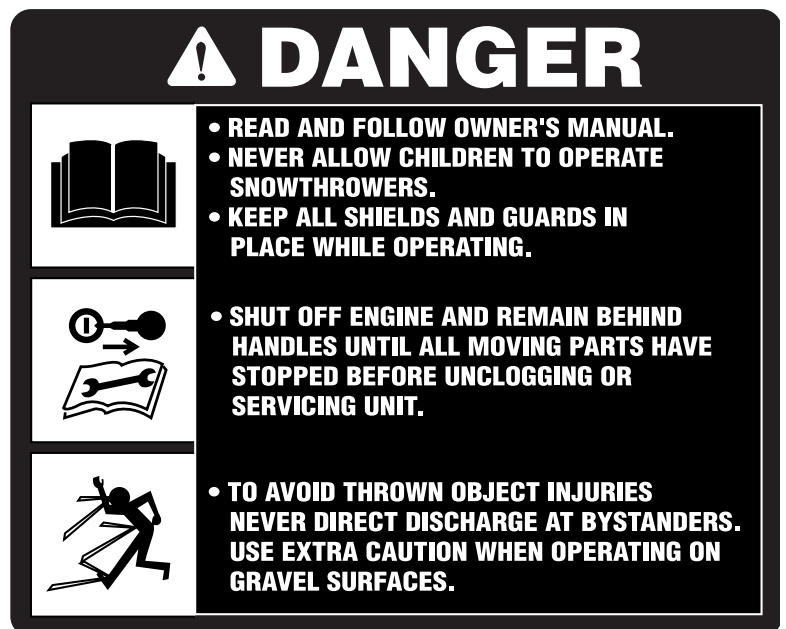 DANGER
• READ AND FOLLOW OWNER'S MANUAL.
• NEVER ALLOW CHILDREN TO OPERATE
SNOWTHROWERS.
• KEEP ALL SHIELDS AND GUARDS IN
PLACE WHILE OPERATING.
• SHUT OFF ENGINE AND REMAIN BEHIND
HANDLES UNTIL ALL MOVING PARTS HAVE
STOPPED BEFORE UNCLOGGING OR
SERVICING UNIT.
• TO AVOID THROWN OBJECT INJURIES
NEVER DIRECT DISCHARGE AT BYSTANDERS.
USE EXTRA CAUTION WHEN OPERATING ON
GRAVEL SURFACES.